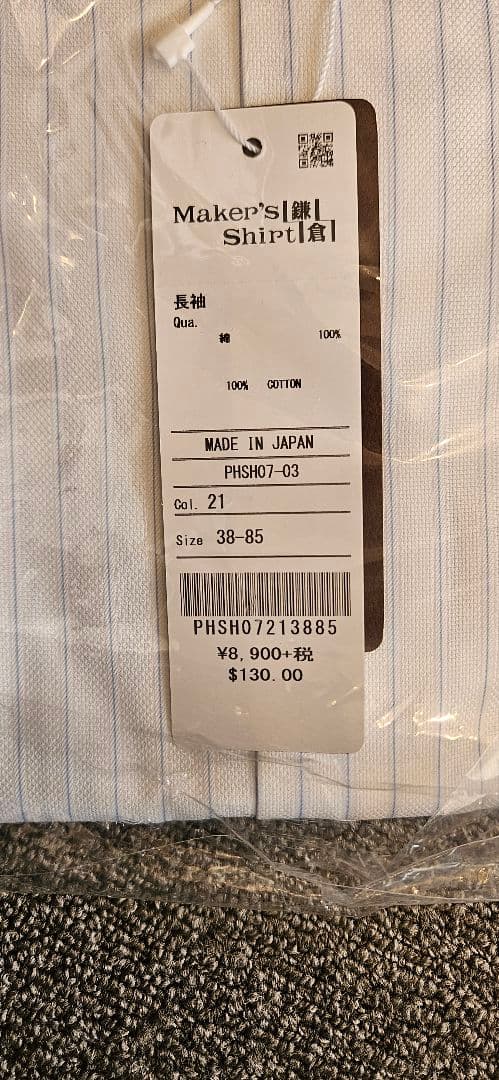 Maker's 鎌
Shirt 倉
長袖
Qua.
綿 100%
100% COTTON
MADE IN JAPAN
PHSH07-03
Col. 21
Size 38-85
PHSH07213885
¥8,900+税
$130.00